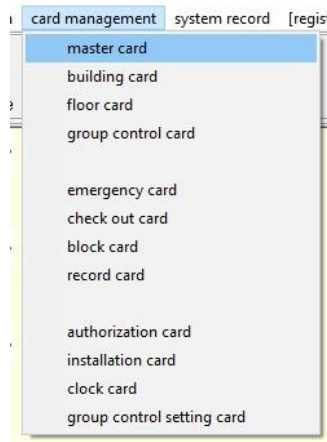 card management system record [regis
master card
building card
floor card
group control card
emergency card
check out card
block card
record card
authorization card
installation card
clock card
group control setting card